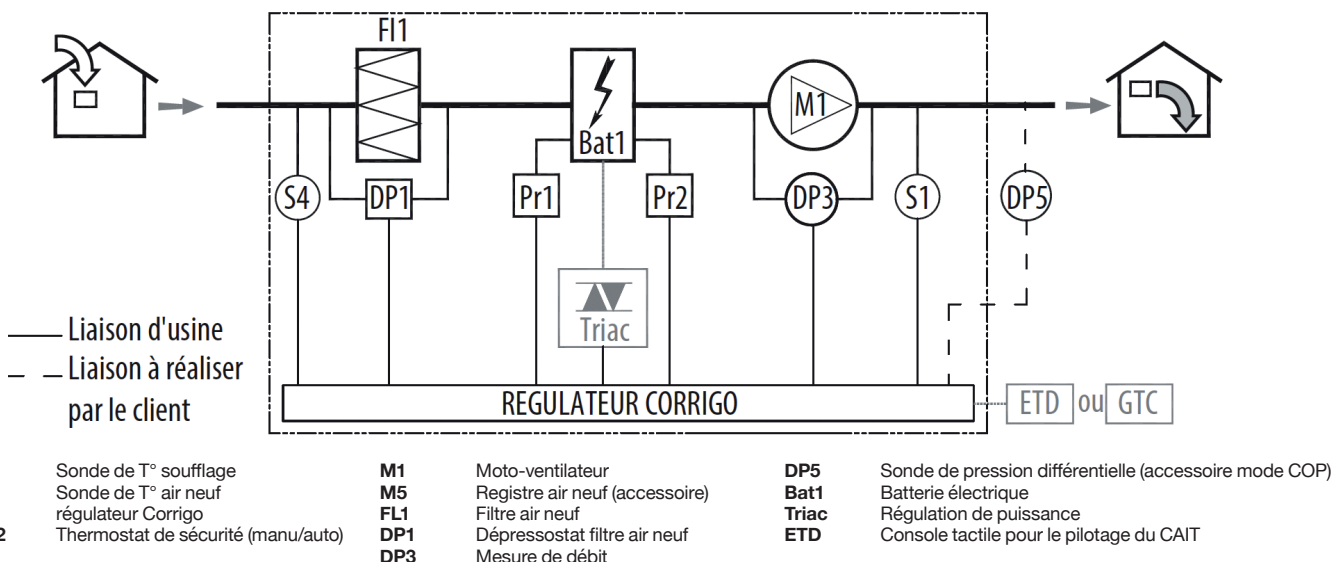 FI1
M1
Bat1
S4
DP1
Pr1
Pr2
DP3
S1
DP5
Triac
Liaison d'usine
Liaison à réaliser
par le client
REGULATEUR CORRIGO
ETD ou GTC
Sonde de T° soufflage
Sonde de T° air neuf
régulateur Corrigo
2 Thermostat de sécurité (manu/auto)
M1 Moto-ventilateur
M5 Registre air neuf (accessoire)
FL1 Filtre air neuf
DP1 Dépressostat filtre air neuf
DP3 Mesure de débit
DP5 Sonde de pression différentielle (accessoire mode COP)
Bat1 Batterie électrique
Triac Régulation de puissance
ETD Console tactile pour le pilotage du CAIT